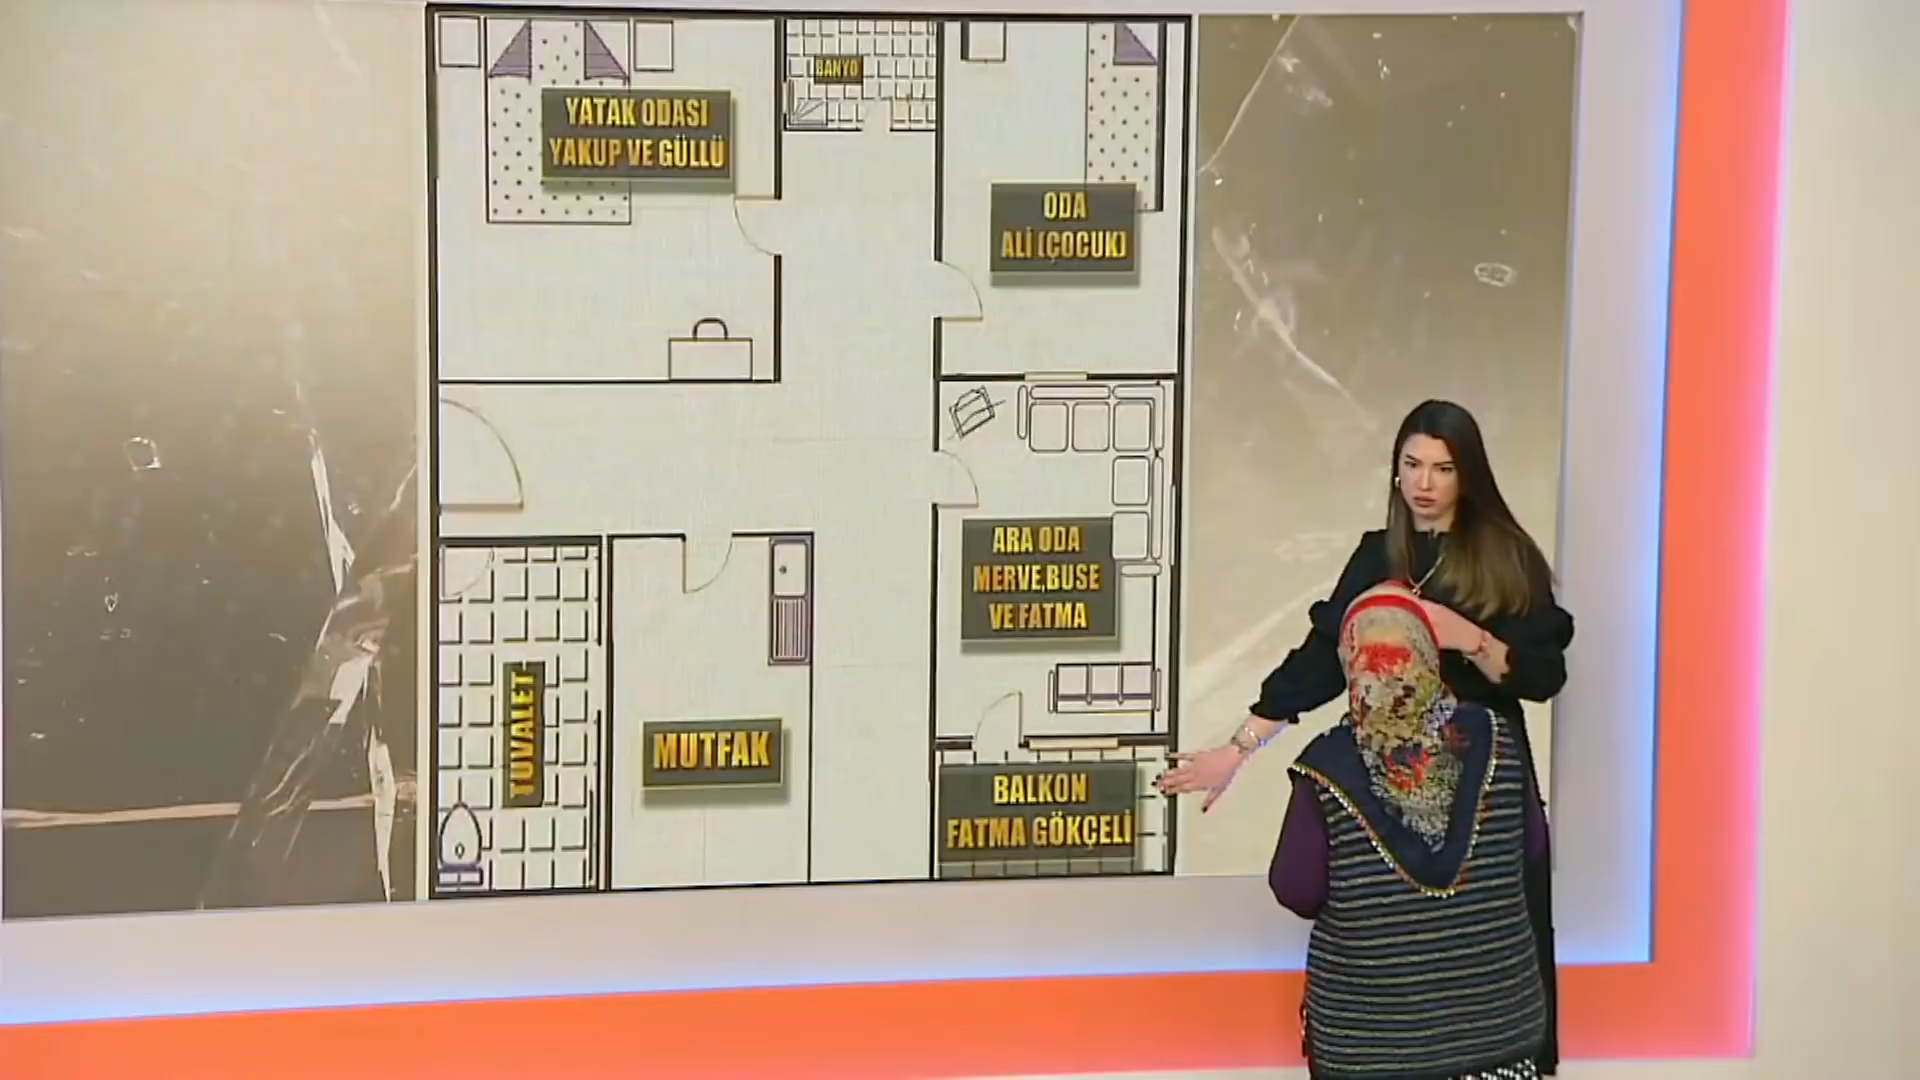 BANYO
YATAK ODASI
YAKUP VE GÜLLÜ
ODA
ALİ (ÇOCUK)
ARA ODA
MERVE,BUSE
VE FATMA
TUVALET
MUTFAK
BALKON
FATMA GÖKÇELİ